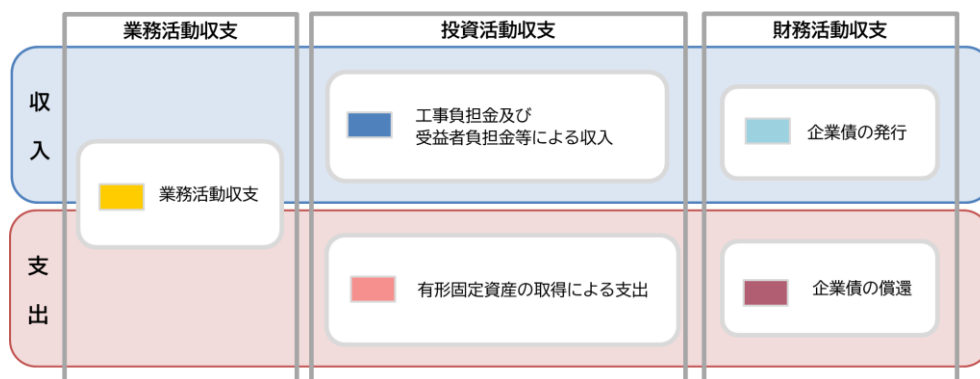 業務活動収支
投資活動収支
財務活動収支
収
入
工事負担金及び
受益者負担金等による収入
企業債の発行
業務活動収支
支
出
有形固定資産の取得による支出
企業債の償還